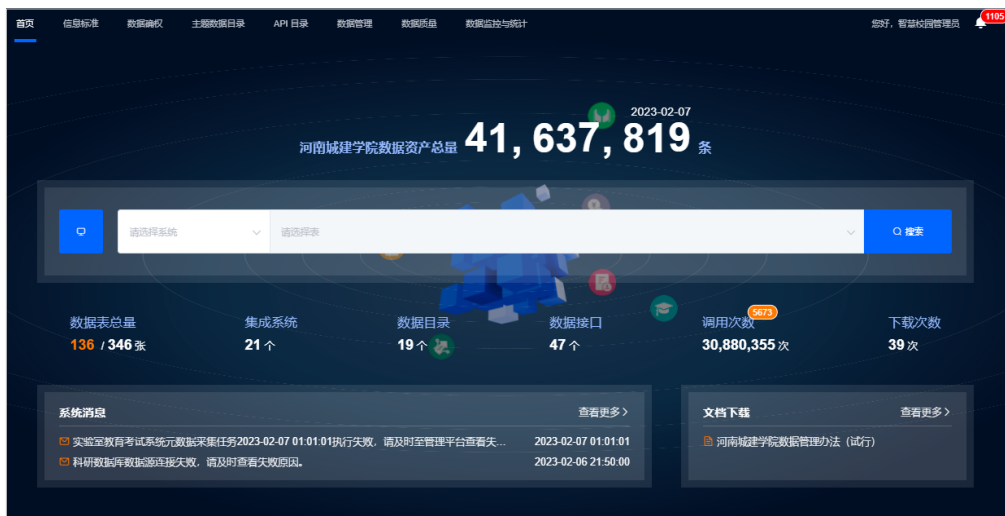 首页 信息标准 数据确权 主题数据目录 API 目录 数据管理 数据质量 数据监控与统计 您好，智慧校园管理员 1105
2023-02-07
河南城建学院数据资产总量 41, 637, 819 条
请选择系统 请选择表 搜索
数据表总量 集成系统 数据目录 数据接口 调用次数 5673 下载次数
136 / 346 张 21 个 19 个 47 个 30,880,355 次 39 次
系统消息 查看更多 文档下载 查看更多
实验室教育考试系统元数据采集任务2023-02-07 01:01:01执行失败，请及时至管理平台查看失... 2023-02-07 01:01:01 河南城建学院数据管理办法（试行）
科研数据库数据源连接失败，请及时查看失败原因。 2023-02-06 21:50:00